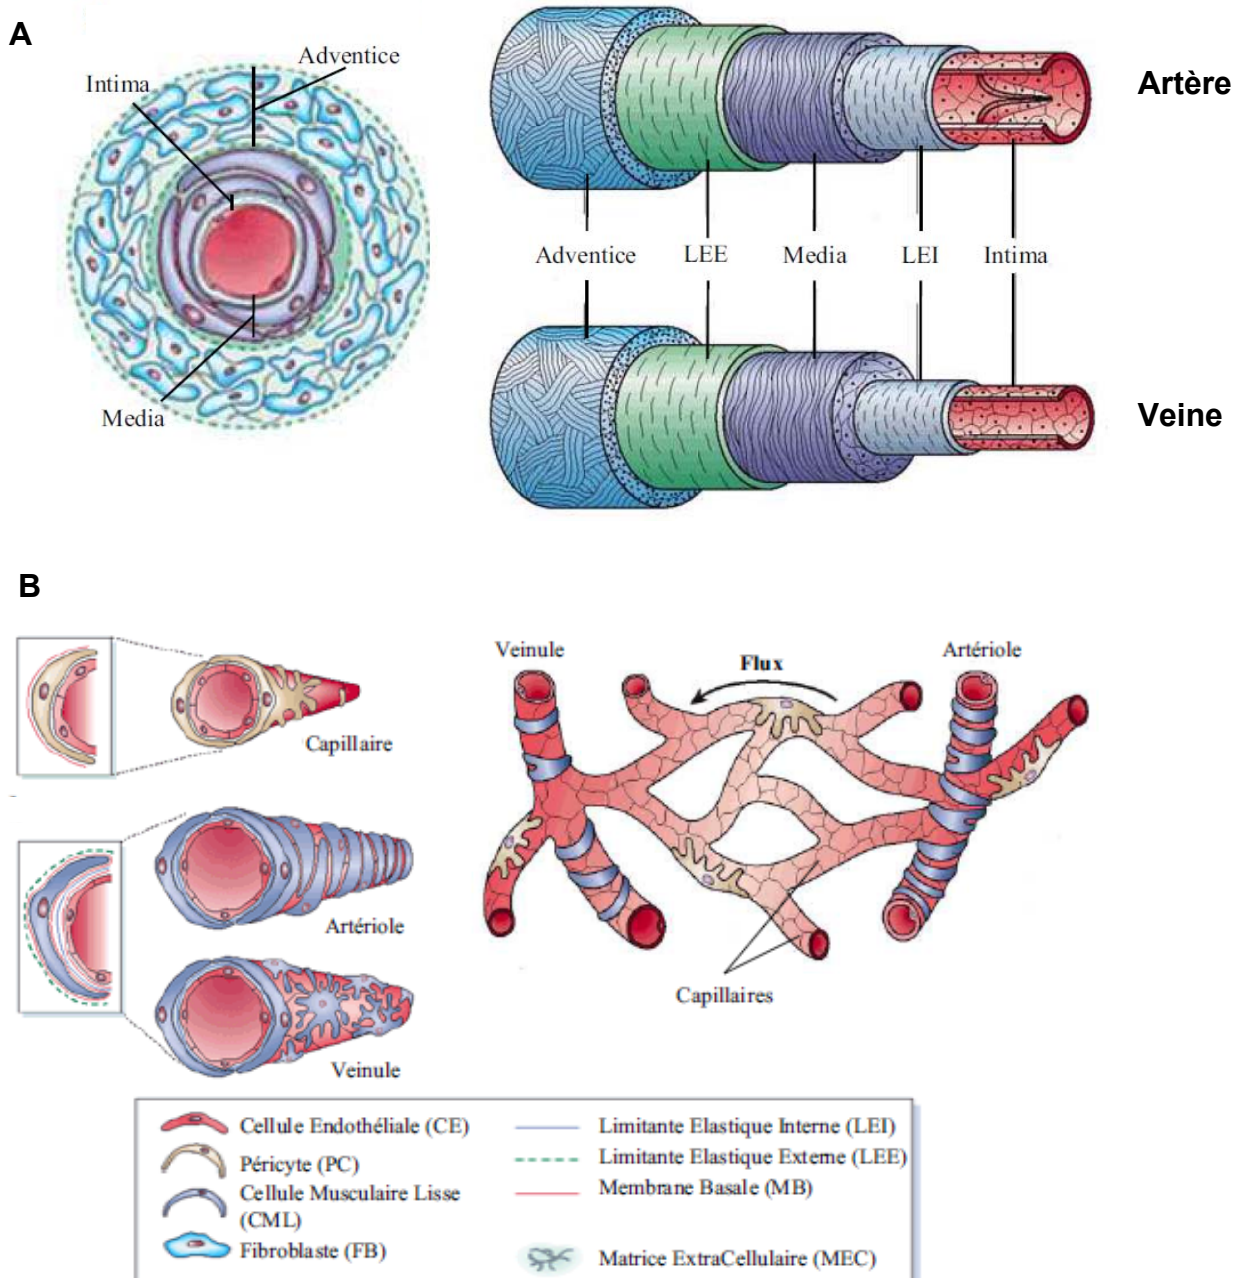 A
Adventice
Intima
Media
Artère
Adventice
LEE
Media
LEI
Intima
Veine
B
Capillaire
Artériole
Veinule
Veinule
Flux
Artériole
Capillaires
Cellule Endothéliale (CE)
Péricyte (PC)
Cellule Musculaire Lisse
(CML)
Fibroblaste (FB)
Limitante Elastique Interne (LEI)
Limitante Elastique Externe (LEE)
Membrane Basale (MB)
Matrice ExtraCellulaire (MEC)